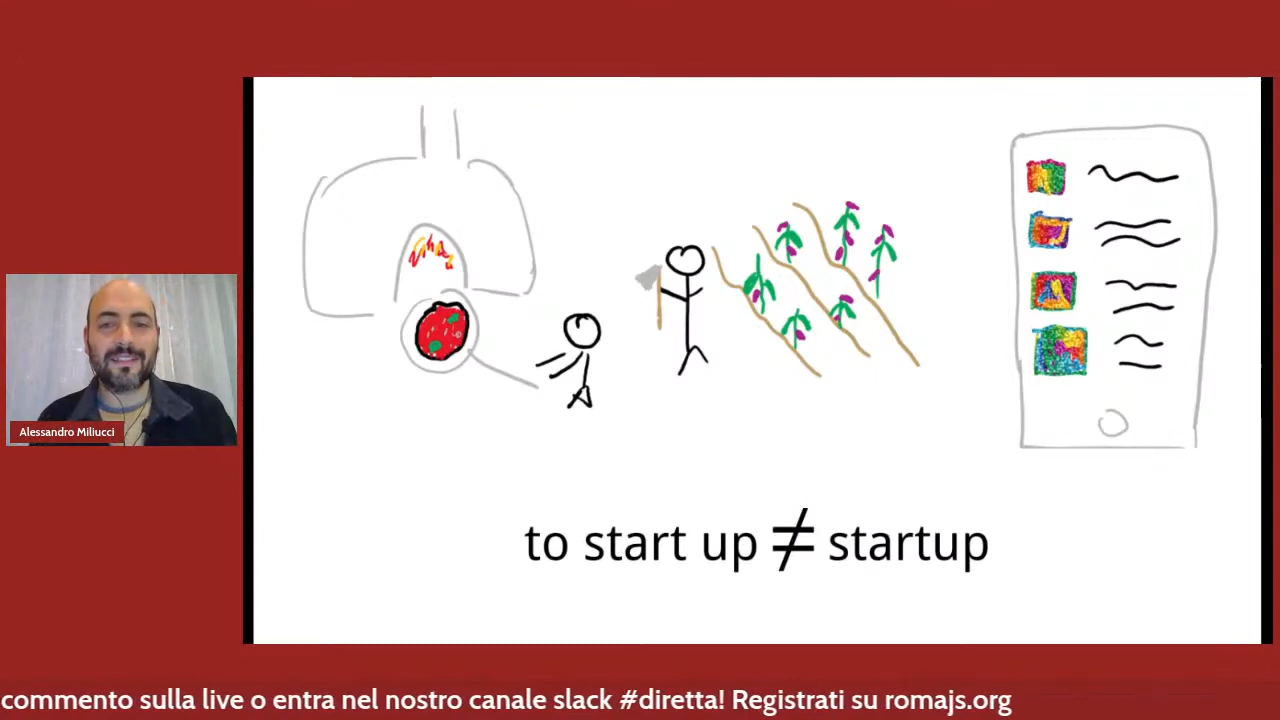 to start up ≠ startup
Alessandro Miliucci
commento sulla live o entra nel nostro canale slack #diretta! Registrati su romajs.org